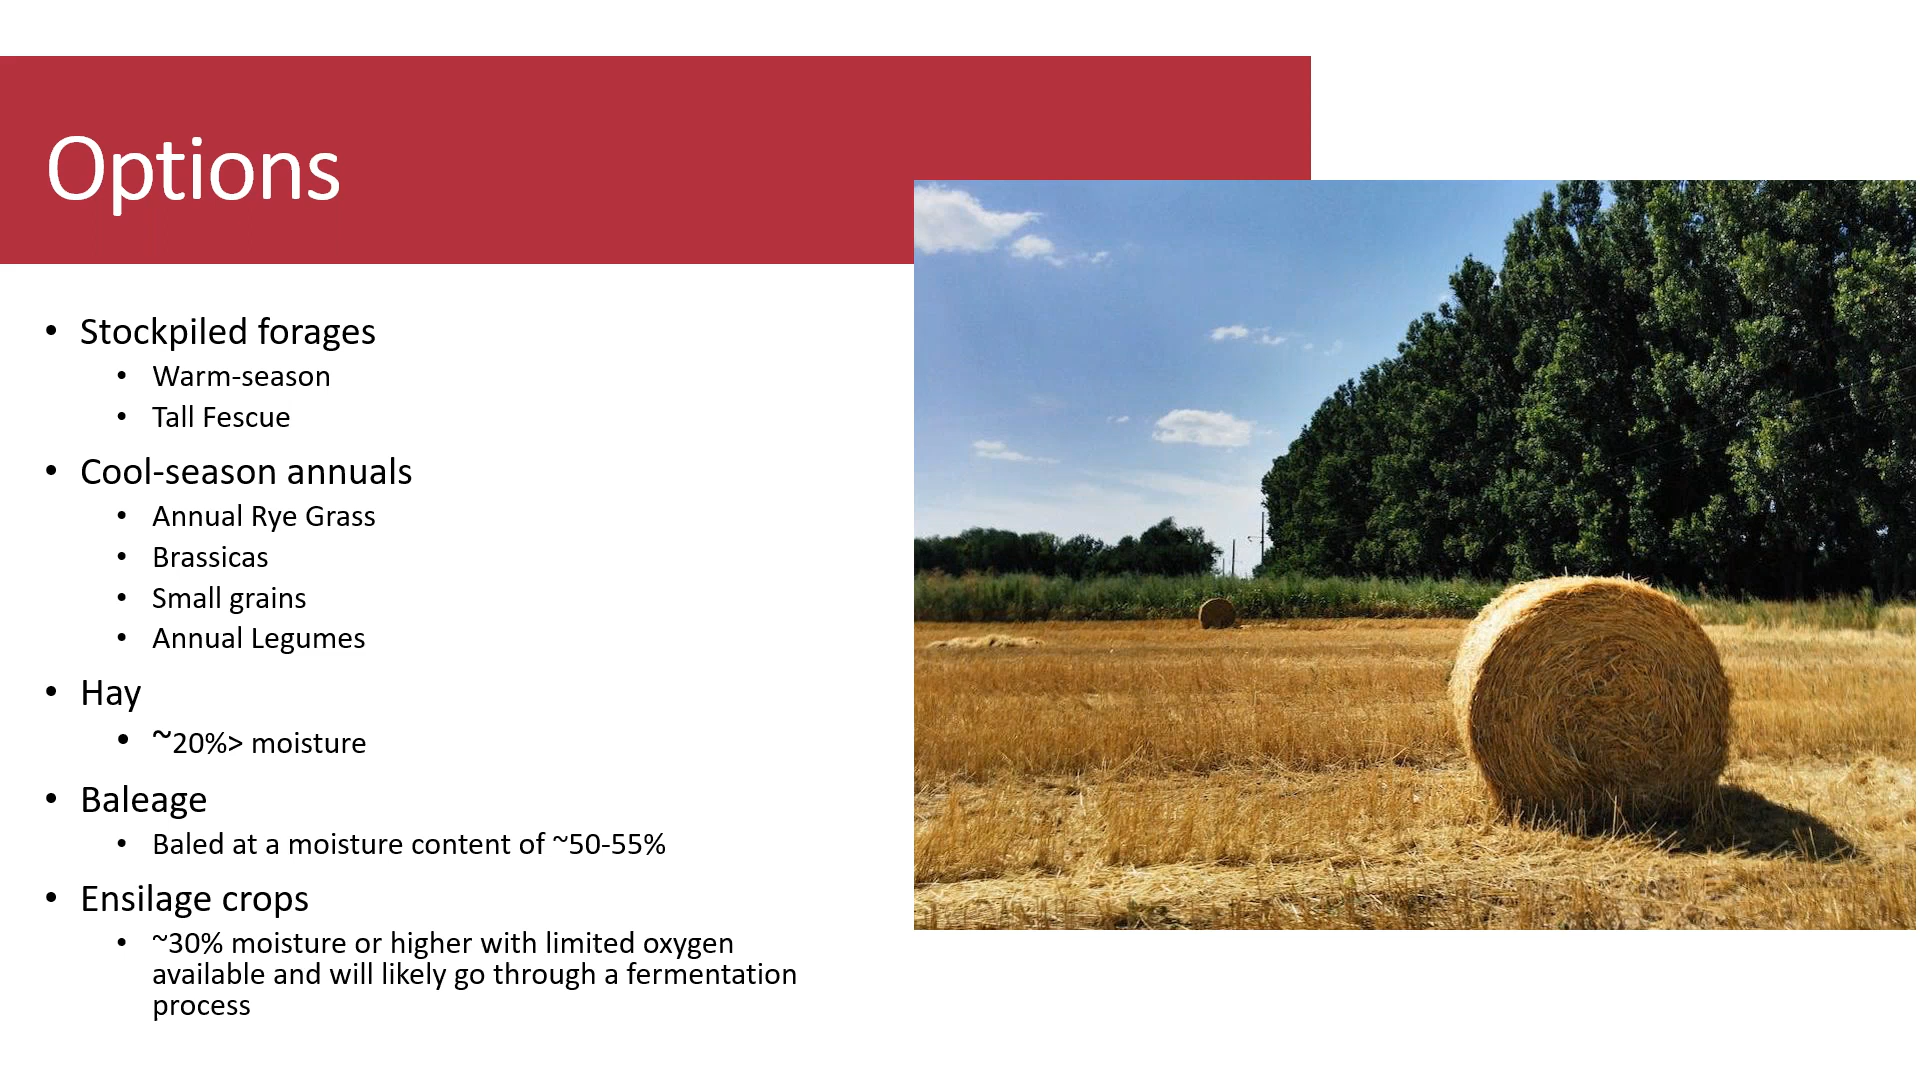 Options
• Stockpiled forages
• Warm-season
• Tall Fescue
• Cool-season annuals
• Annual Rye Grass
• Brassicas
• Small grains
• Annual Legumes
• Hay
• ~20%> moisture
• Baleage
• Baled at a moisture content of ~50-55%
• Ensilage crops
• ~30% moisture or higher with limited oxygen
available and will likely go through a fermentation
process